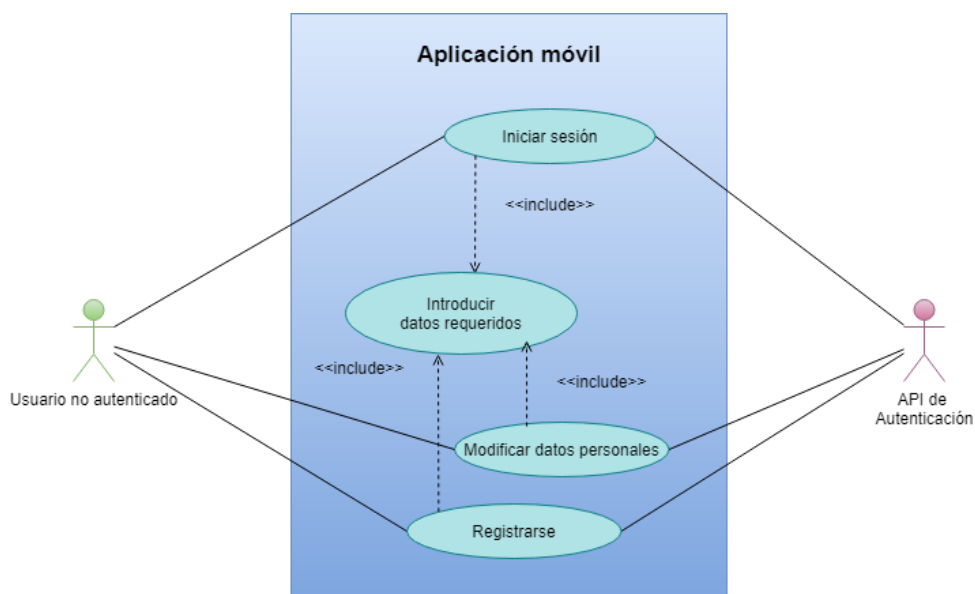 Aplicación móvil
Iniciar sesión
<<include>>
Introducir
datos requeridos
<<include>>
<<include>>
Usuario no autenticado
API de
Autenticación
Modificar datos personales
Registrarse